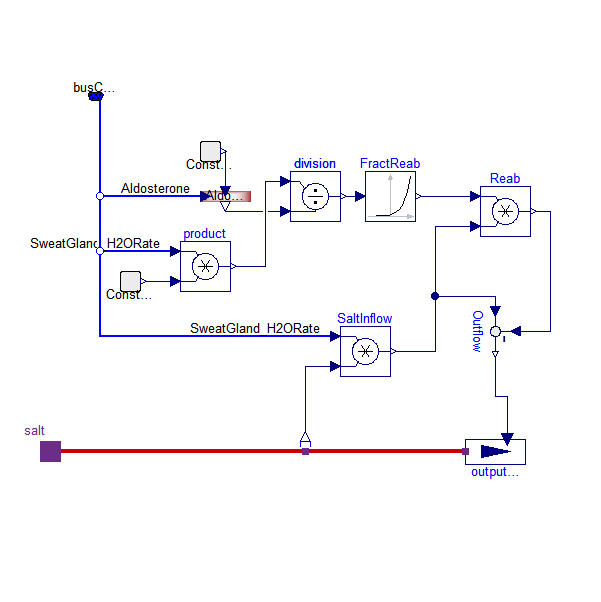 busC...
Const...
division
FractReab
Aldosterone
Aldo...
Reab
product
SweatGland_H2ORate
Const...
SweatGland_H2ORate
SaltInflow
Outflow
salt
output...